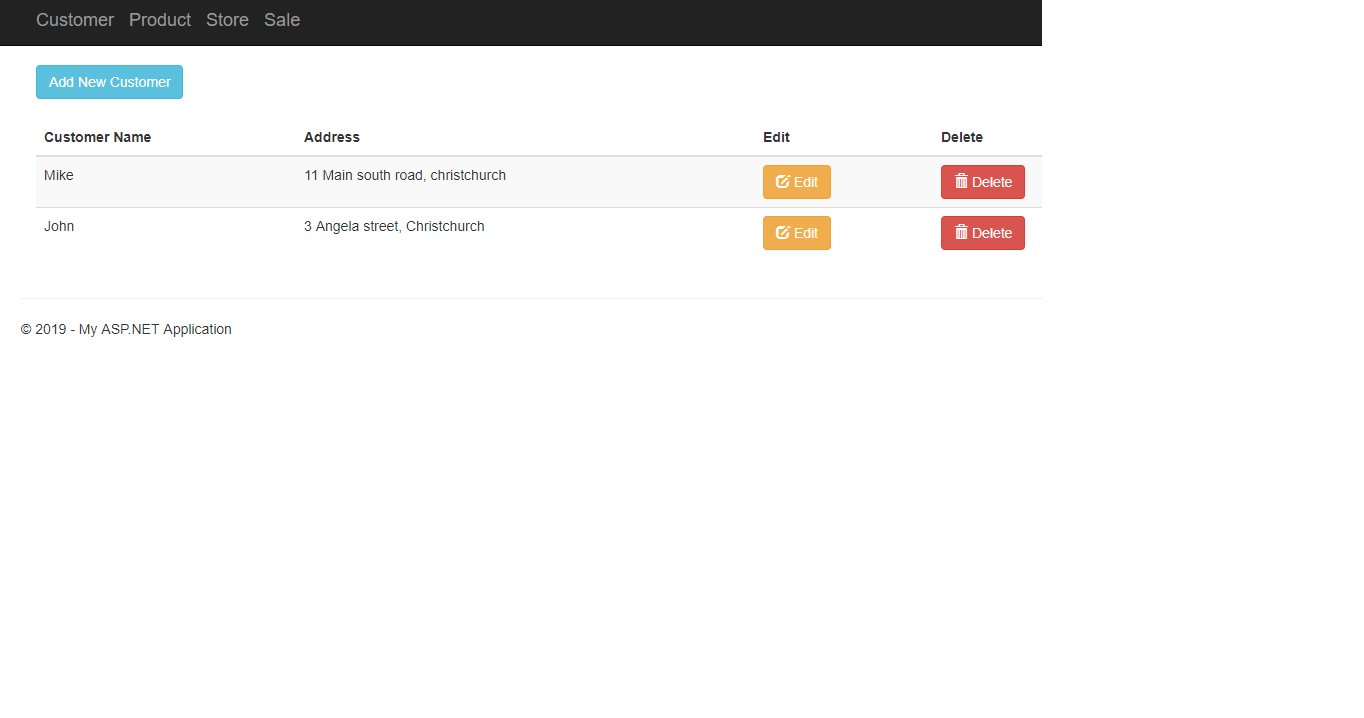 Customer Product Store Sale
Add New Customer
Customer Name Address Edit Delete
Mike 11 Main south road, christchurch Edit Delete
John 3 Angela street, Christchurch Edit Delete
© 2019 - My ASP.NET Application